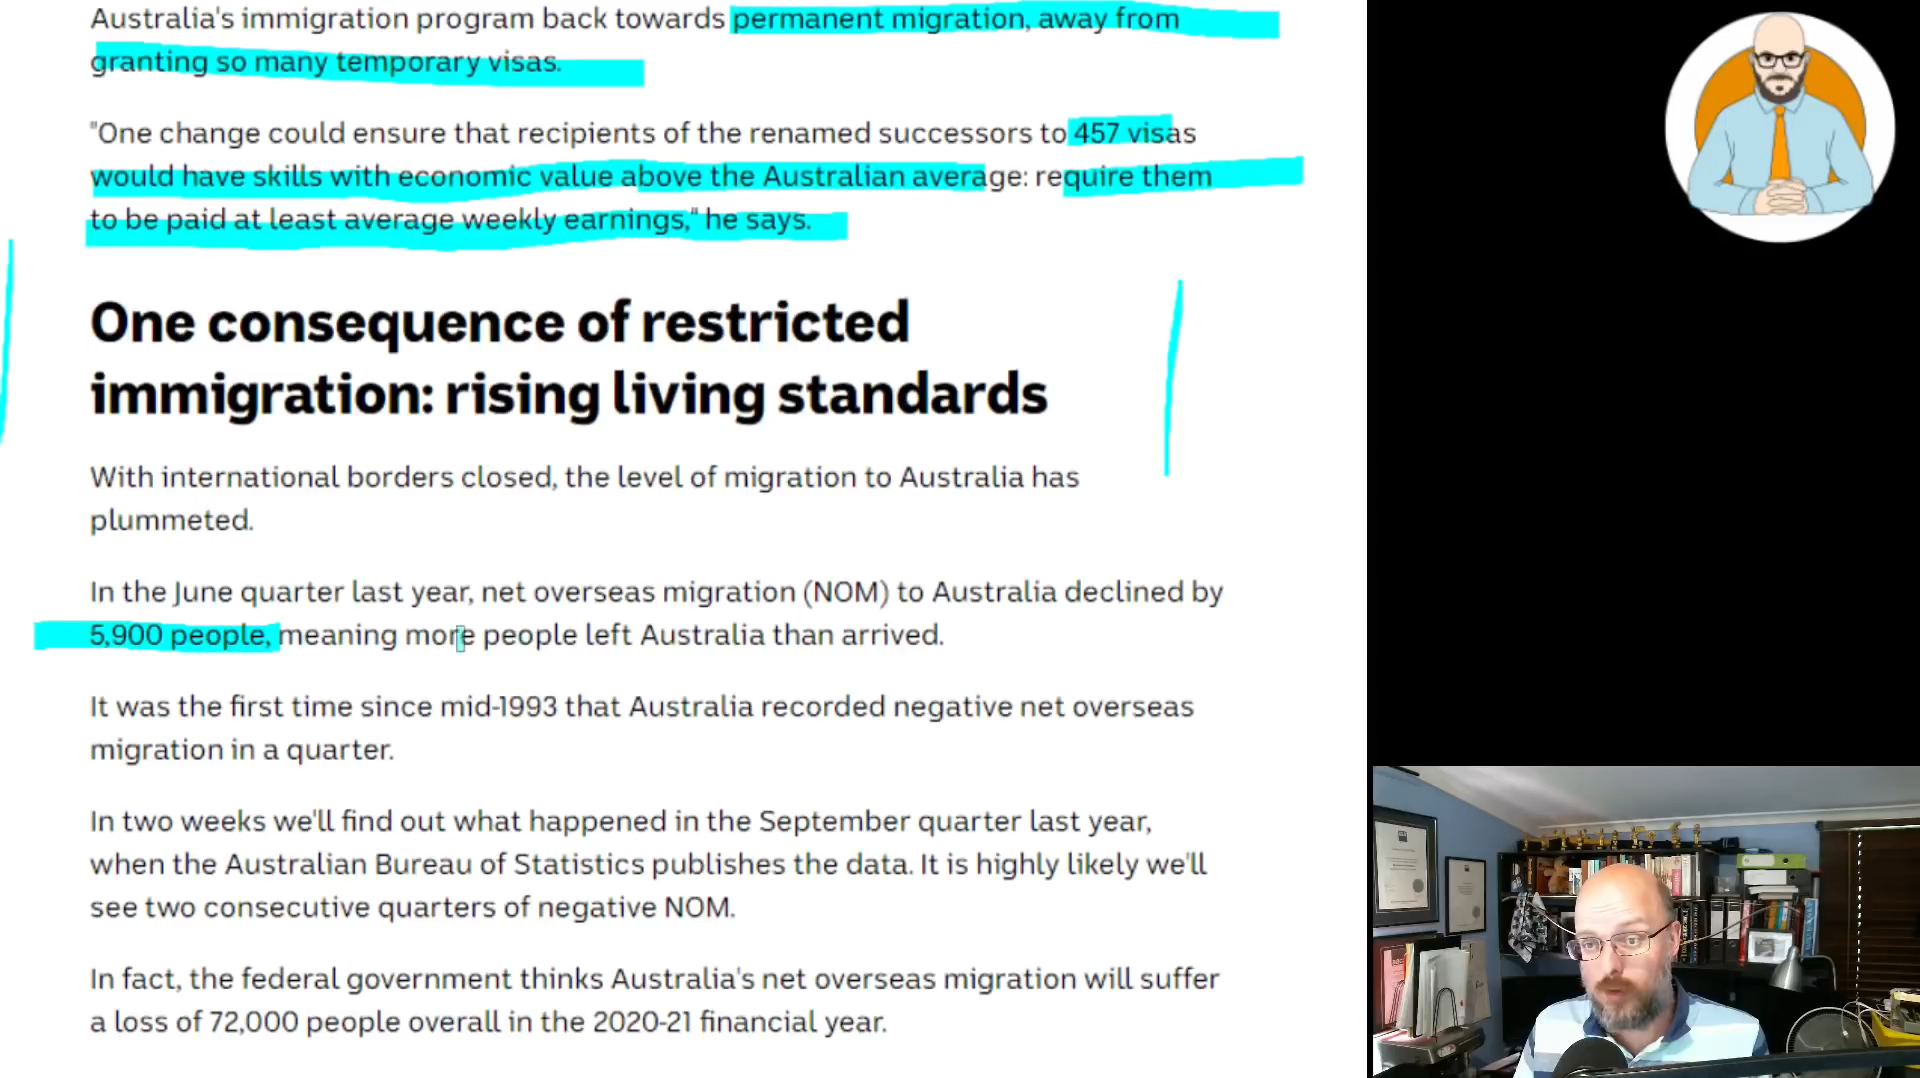 Australia's immigration program back towards permanent migration, away from
granting so many temporary visas.
"One change could ensure that recipients of the renamed successors to 457 visas
would have skills with economic value above the Australian average: require them
to be paid at least average weekly earnings," he says.
One consequence of restricted
immigration: rising living standards
With international borders closed, the level of migration to Australia has
plummeted.
In the June quarter last year, net overseas migration (NOM) to Australia declined by
5,900 people, meaning more people left Australia than arrived.
It was the first time since mid-1993 that Australia recorded negative net overseas
migration in a quarter.
In two weeks we'll find out what happened in the September quarter last year,
when the Australian Bureau of Statistics publishes the data. It is highly likely we'll
see two consecutive quarters of negative NOM.
In fact, the federal government thinks Australia's net overseas migration will suffer
a loss of 72,000 people overall in the 2020-21 financial year.